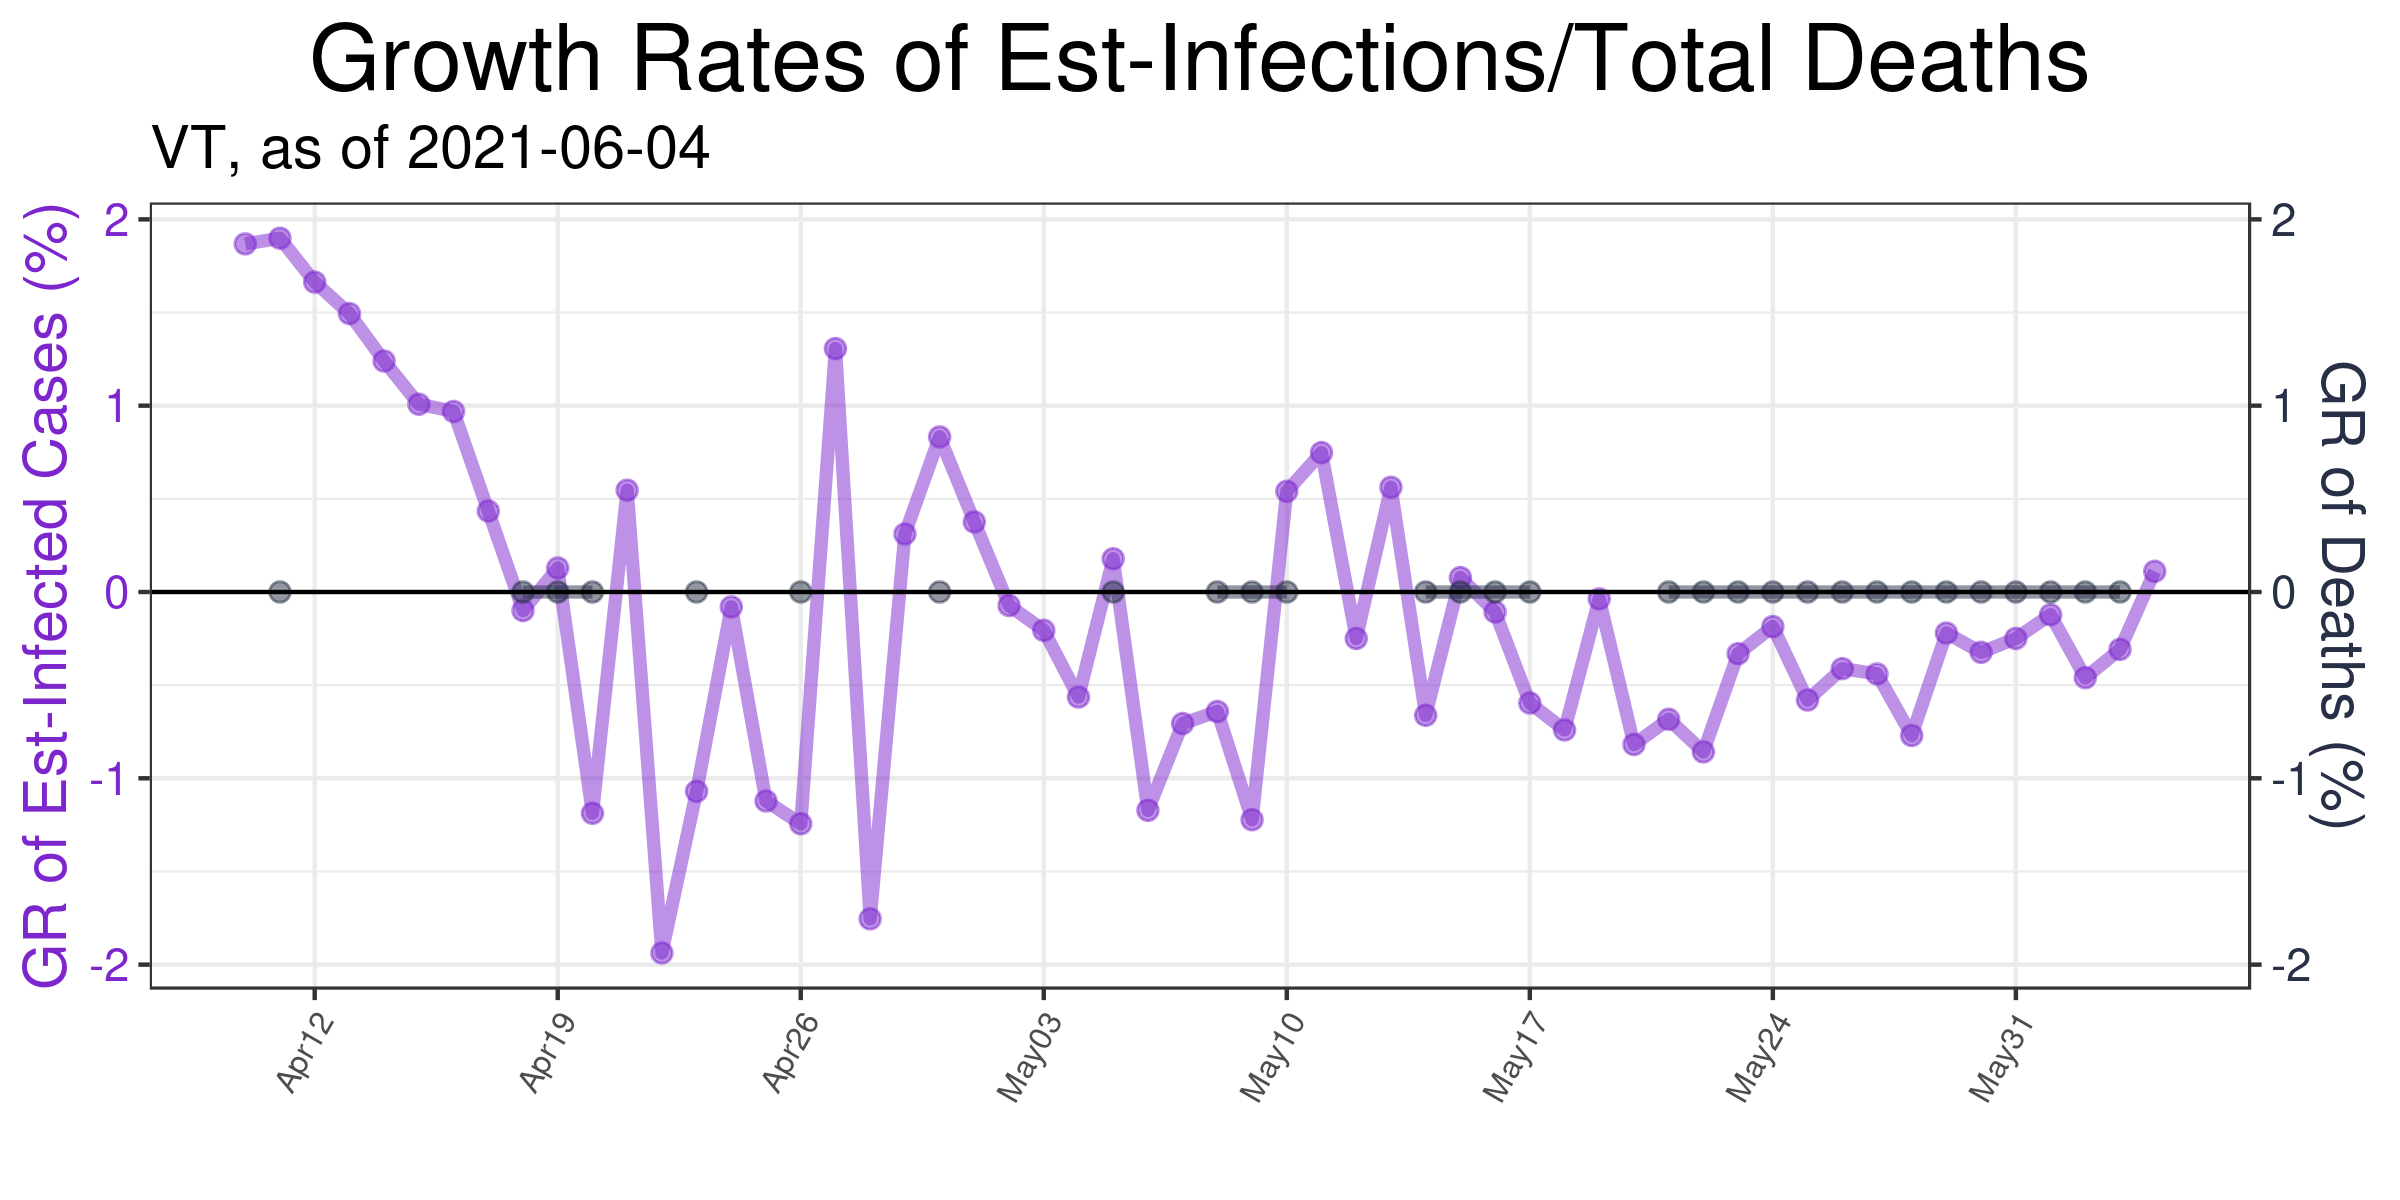 Growth Rates of Est-Infections/Total Deaths
VT, as of 2021-06-04
GR of Est-Infected Cases (%)
2
1
0
-1
-2
2
1
0
-1
-2
GR of Deaths (%)
Apr12
Apr19
Apr26
May03
May10
May17
May24
May31